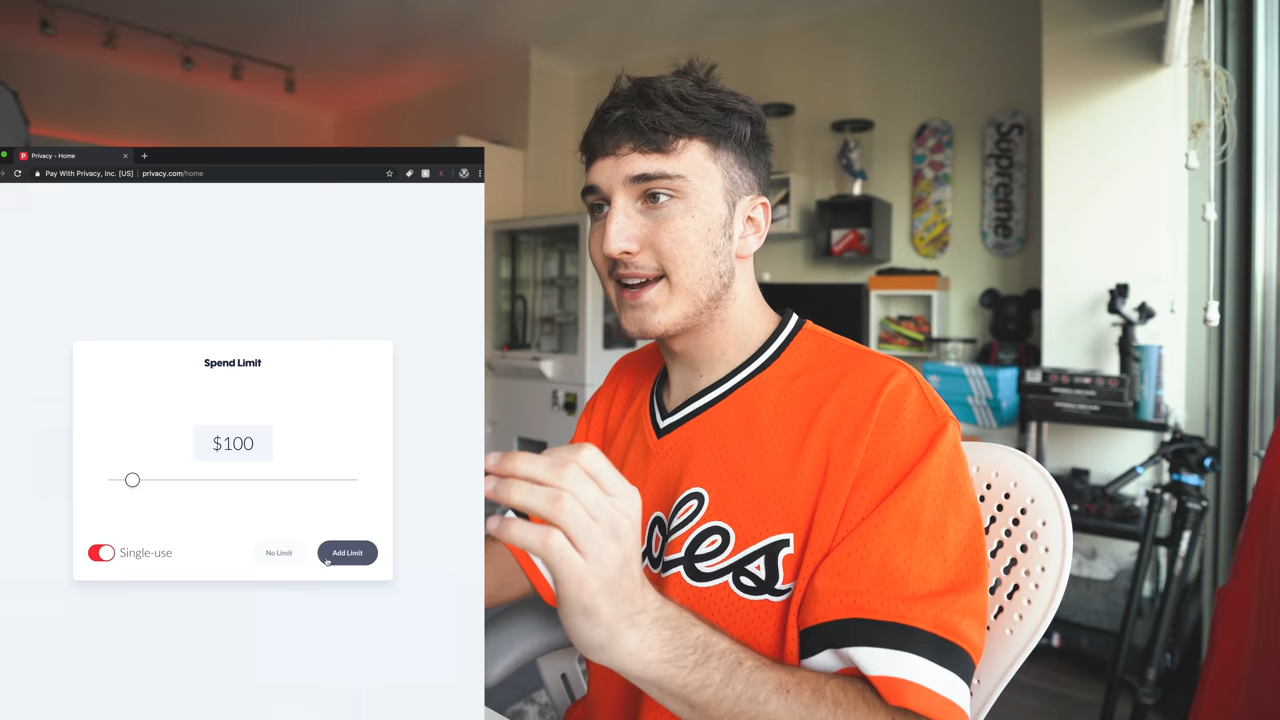 Privacy - Home
Pay With Privacy, Inc. [US] privacy.com/home
Spend Limit
$100
Single-use
No Limit
Add Limit
Supreme